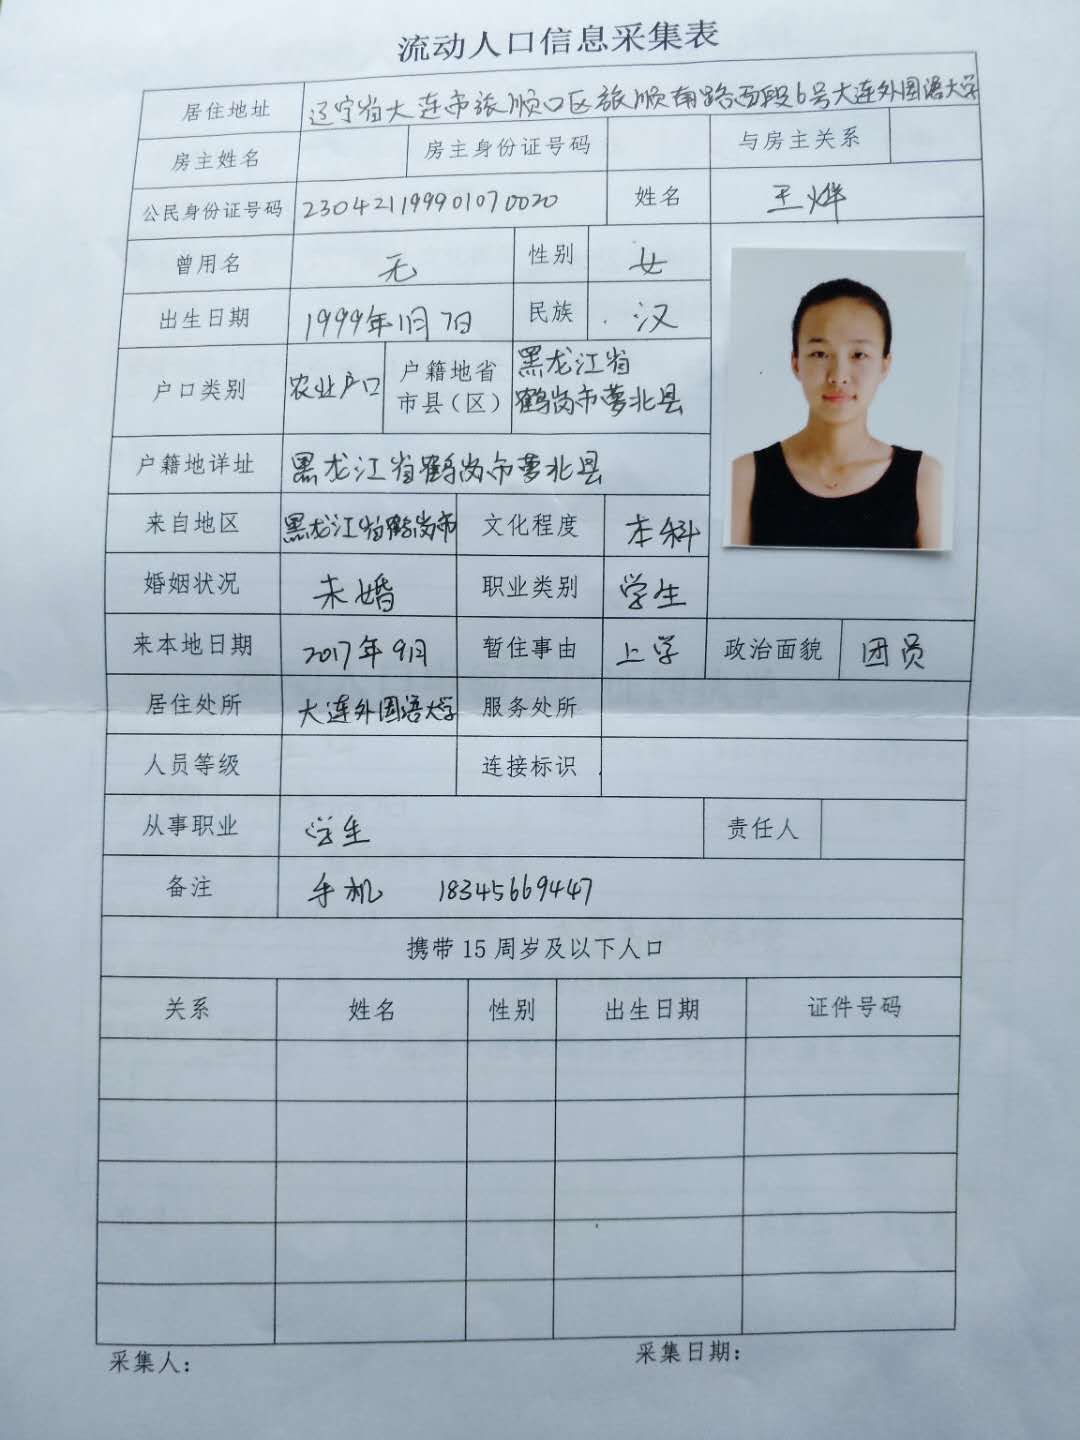 流动人口信息采集表
居住地址 辽宁省大连市旅顺口区旅顺南路西段6号大连外国语大学
房主姓名 房主身份证号码 与房主关系
公民身份证号码 230421199901070020 姓名 王烨
曾用名 无 性别 女
出生日期 1999年1月7日 民族 汉
户口类别 农业户口 户籍地省市县(区) 黑龙江省鹤岗市萝北县
户籍地详址 黑龙江省鹤岗市萝北县
来自地区 黑龙江省鹤岗市 文化程度 本科
婚姻状况 未婚 职业类别 学生
来本地日期 2017年9月 暂住事由 上学 政治面貌 团员
居住处所 大连外国语大学 服务处所
人员等级 连接标识
从事职业 学生 责任人
备注 手机 18345669447
携带15周岁及以下人口
关系 姓名 性别 出生日期 证件号码
采集人: 采集日期: